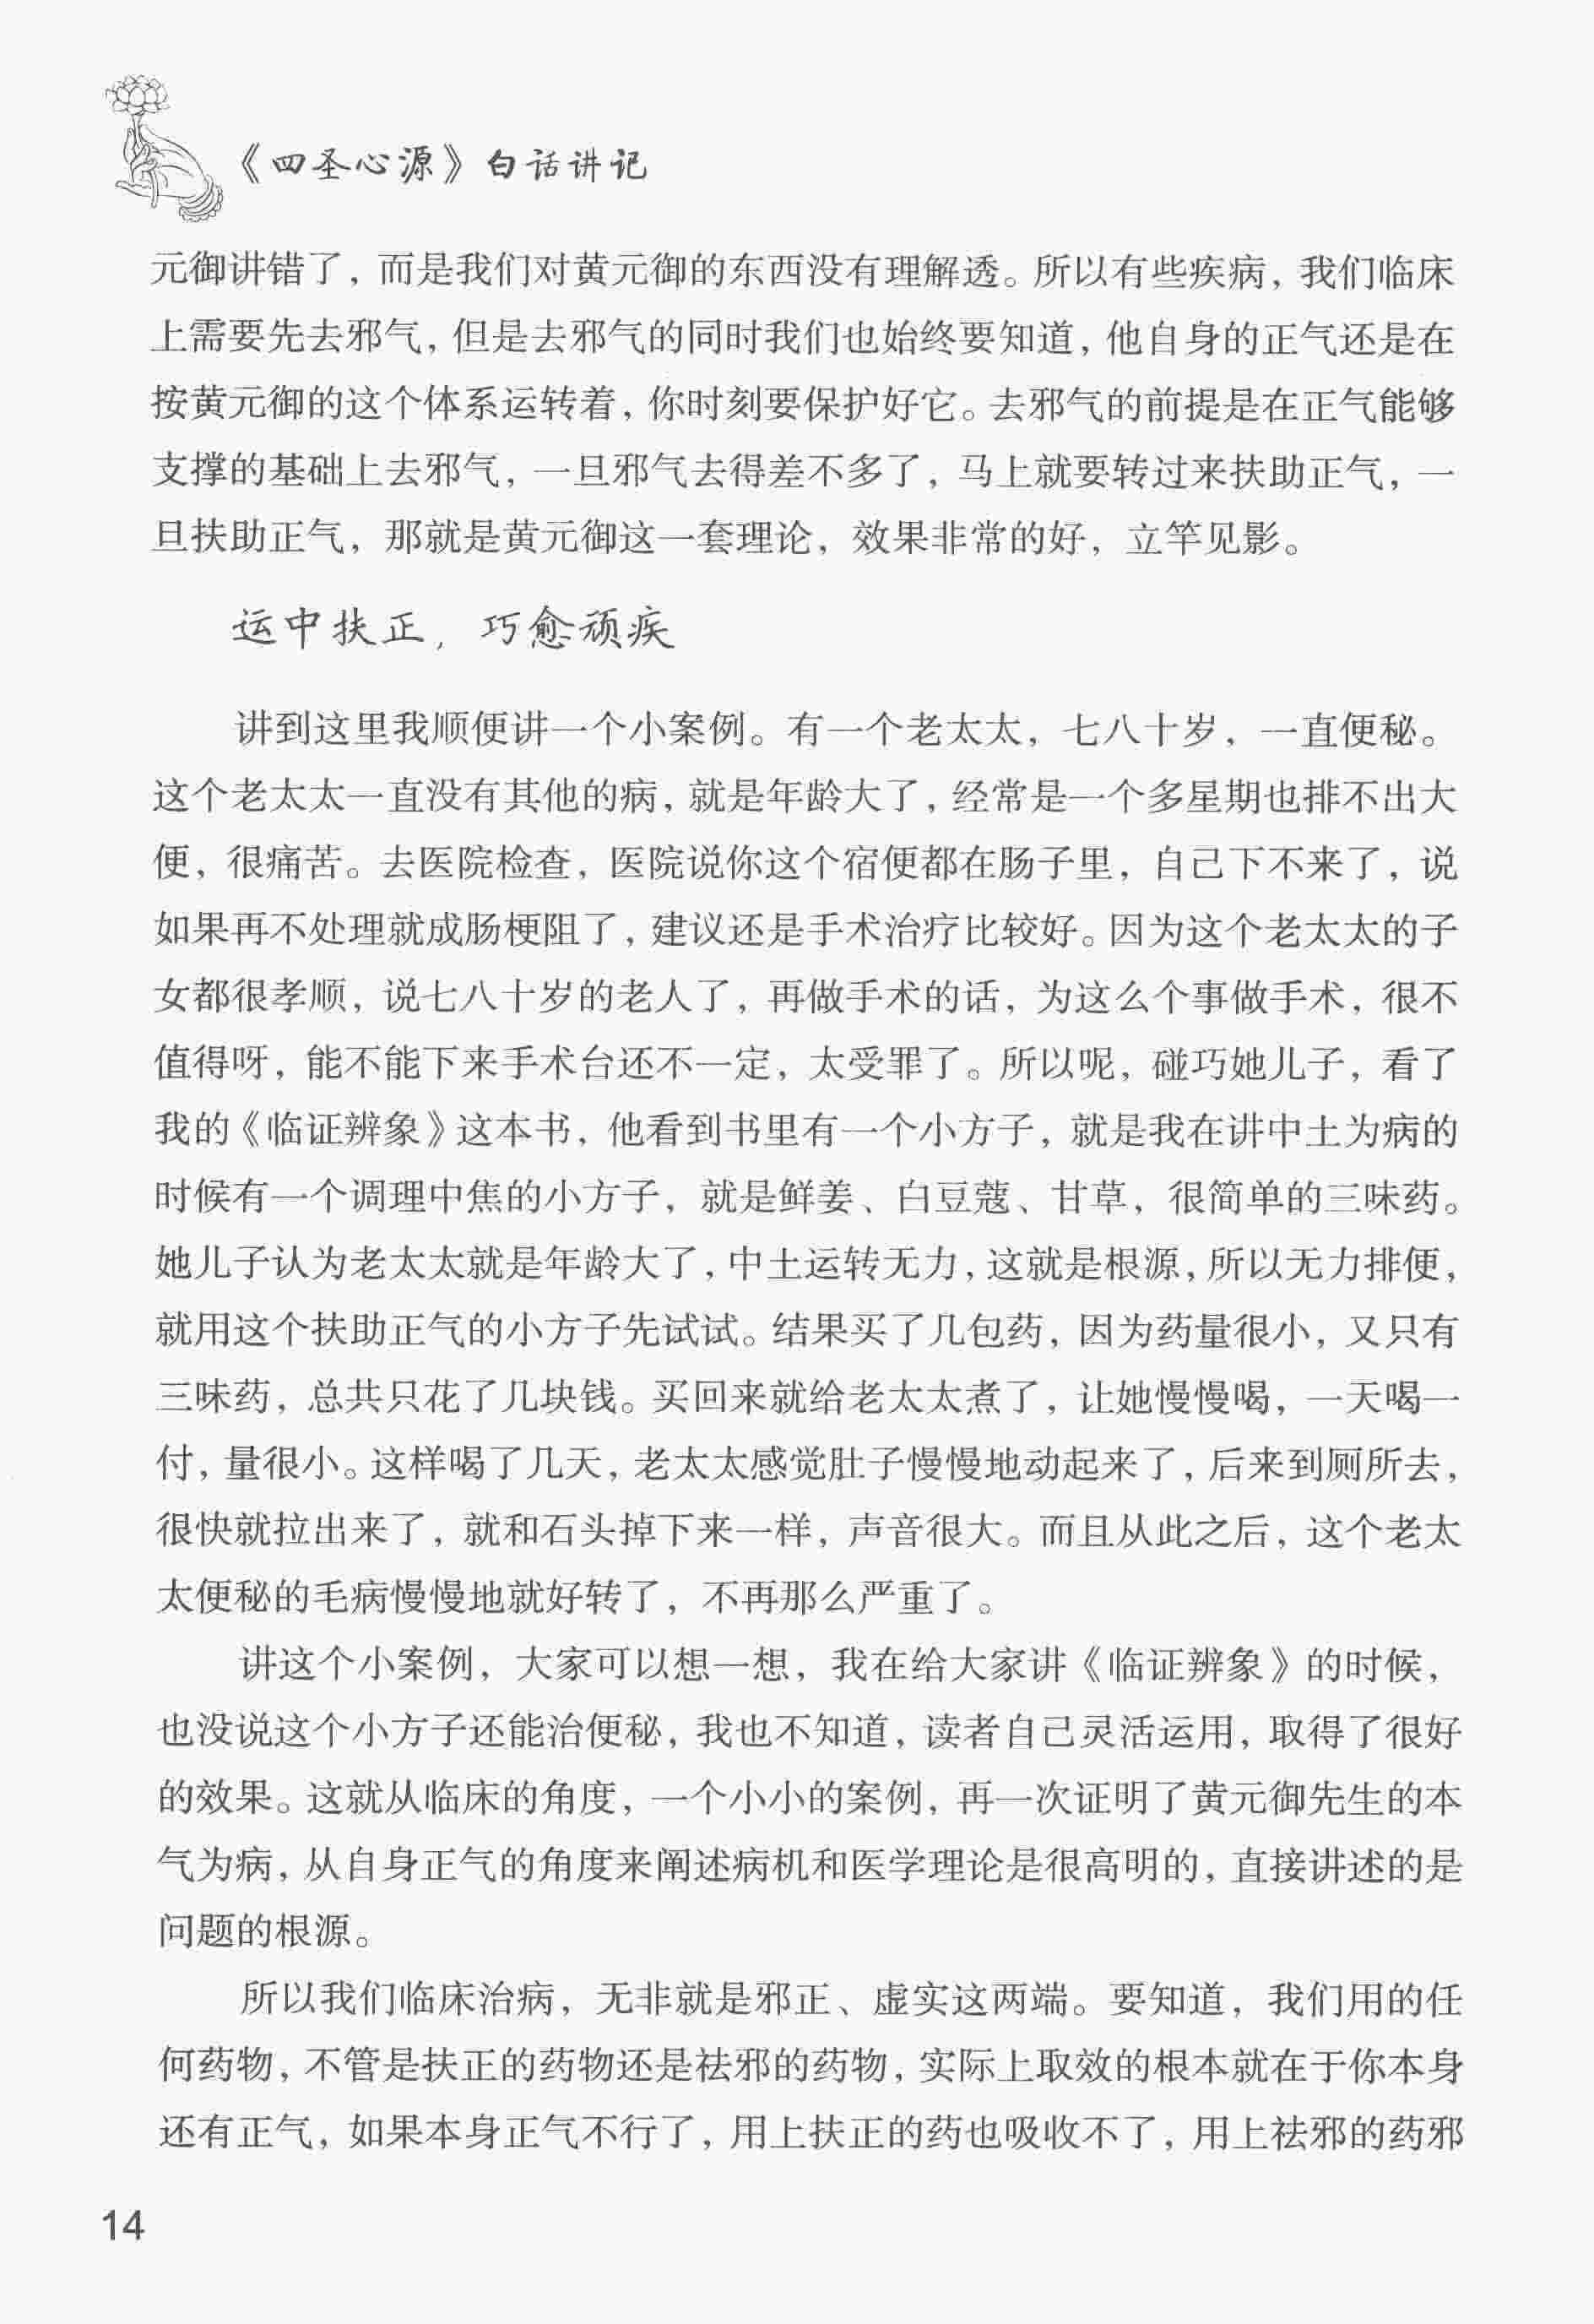 《四圣心源》白话讲记
元御讲错了，而是我们对黄元御的东西没有理解透。所以有些疾病，我们临床
上需要先去邪气，但是去邪气的同时我们也始终要知道，他自身的正气还是在
按黄元御的这个体系运转着，你时刻要保护好它。去邪气的前提是在正气能够
支撑的基础上去邪气，一旦邪气去得差不多了，马上就要转过来扶助正气，一
旦扶助正气，那就是黄元御这一套理论，效果非常的好，立竿见影。
运中扶正，巧愈顽疾
讲到这里我顺便讲一个小案例。有一个老太太，七八十岁，一直便秘。
这个老太太一直没有其他的病，就是年龄大了，经常是一个多星期也排不出大
便，很痛苦。去医院检查，医院说你这个宿便都在肠子里，自己下不来了，说
如果再不处理就成肠梗阻了，建议还是手术治疗比较好。因为这个老太太的子
女都很孝顺，说七八十岁的老人了，再做手术的话，为这么个事做手术，很不
值得呀，能不能下来手术台还不一定，太受罪了。所以呢，碰巧她儿子，看了
我的《临证辨象》这本书，他看到书里有一个小方子，就是我在讲中土为病的
时候有一个调理中焦的小方子，就是鲜姜、白豆蔻、甘草，很简单的三味药。
她儿子认为老太太就是年龄大了，中土运转无力，这就是根源，所以无力排便，
就用这个扶助正气的小方子先试试。结果买了几包药，因为药量很小，又只有
三味药，总共只花了几块钱。买回来就给老太太煮了，让她慢慢喝，一天喝一
付，量很小。这样喝了几天，老太太感觉肚子慢慢地动起来了，后来到厕所去，
很快就拉出来了，就和石头掉下来一样，声音很大。而且从此之后，这个老太
太便秘的毛病慢慢地就好转了，不再那么严重了。
讲这个小案例，大家可以想一想，我在给大家讲《临证辨象》的时候，
也没说这个小方子还能治便秘，我也不知道，读者自己灵活运用，取得了很好
的效果。这就从临床的角度，一个小小的案例，再一次证明了黄元御先生的本
气为病，从自身正气的角度来阐述病机和医学理论是很高明的，直接讲述的是
问题的根源。
所以我们临床治病，无非就是邪正、虚实这两端。要知道，我们用的任
何药物，不管是扶正的药物还是祛邪的药物，实际上取效的根本就在于你本身
还有正气，如果本身正气不行了，用上扶正的药也吸收不了，用上祛邪的药邪
14